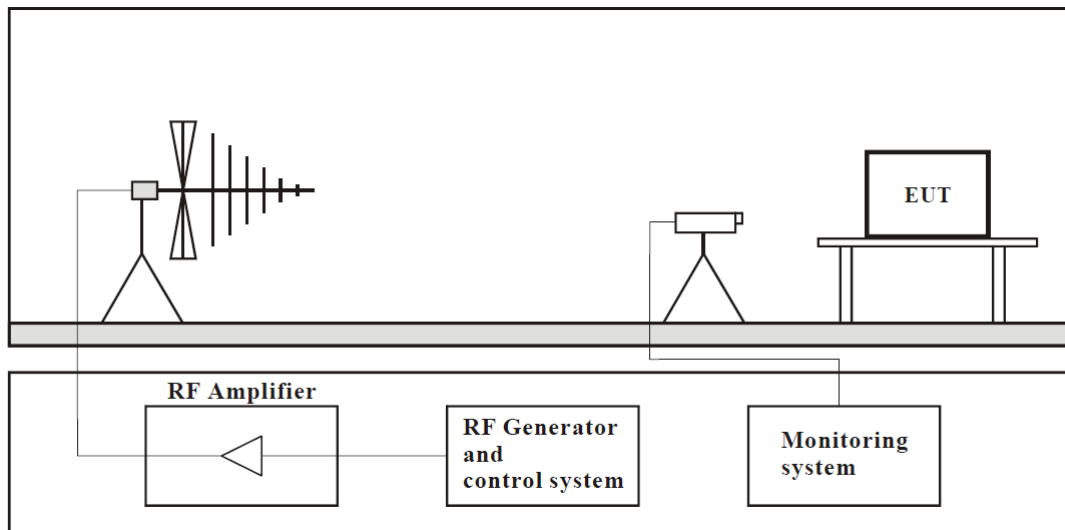 EUT
RF Amplifier
RF Generator
and
control system
Monitoring
system